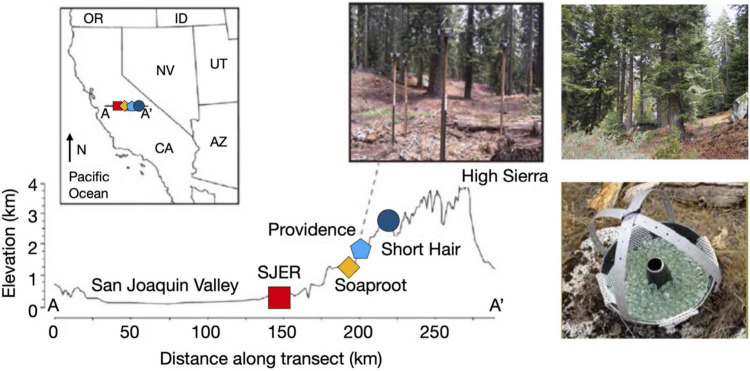 OR
ID
NV
UT
A
A'
N
CA
AZ
Pacific
Ocean
High Sierra
Providence
Short Hair
SJER
Soaproot
San Joaquin Valley
Elevation (km)
4
3
2
1
0
A
A'
0
50
100
150
200
250
Distance along transect (km)